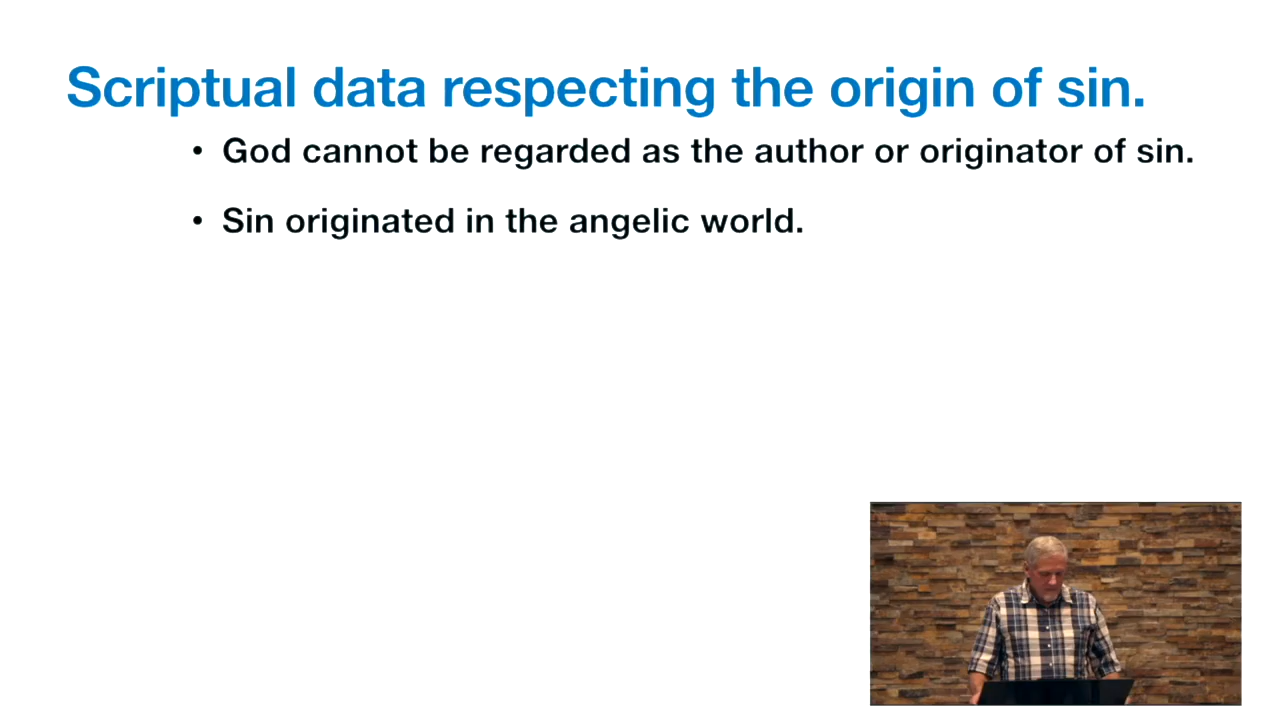 Scriptual data respecting the origin of sin.
• God cannot be regarded as the author or originator of sin.
• Sin originated in the angelic world.